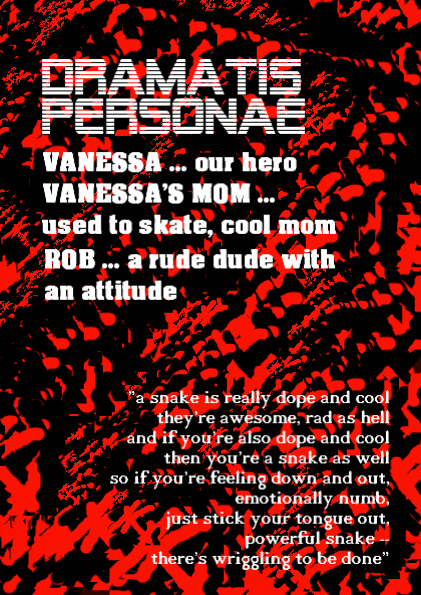 DRAMATIS
PERSONAE
VANESSA ... our hero
VANESSA'S MOM ...
used to skate, cool mom
ROB ... a rude dude with
an attitude
"a snake is really dope and cool
they're awesome, rad as hell
and if you're also dope and cool
then you're a snake as well
so if you're feeling down and out,
emotionally numb,
just stick your tongue out,
powerful snake --
there's wriggling to be done"